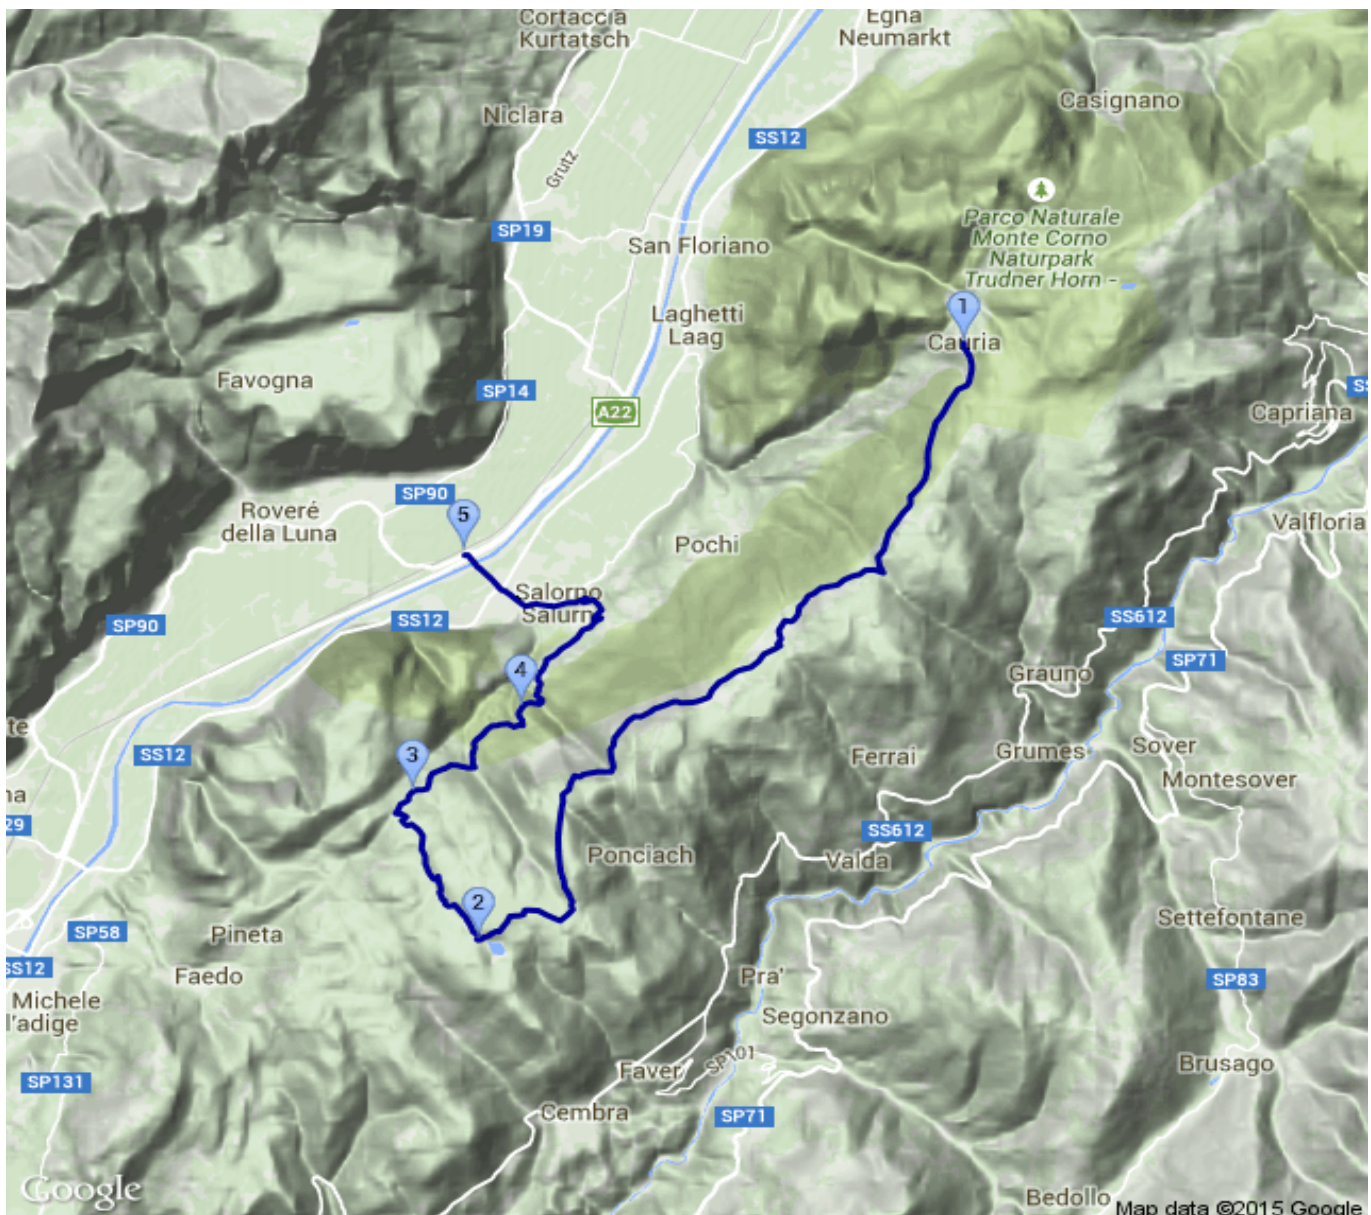 Cortaccia
Kurtatsch
Egna
Neumarkt
Niclara
Casignano
SS12
Grutz
Parco Naturale
Monte Corno
Naturpark
Trudner Horn -
SP19
San Floriano
1
Laghetti
Laag
Cauria
Favogna
SP14
A22
Capriana
SP90
5
Roveré
della Luna
Valfloria
Pochi
Salorno
Salurn
SS12
SP90
SS612
4
SP71
Grauno
SS12
3
Ferrai
Grumes
Sover
Montesover
29
SS612
Ponciach
Valda
2
SP58
Pineta
Settefontane
SS12
Faedo
Pra'
SP83
Michele
l'adige
Segonzano
Faver
Brusago
SP131
Cembra
SP71
Google
Bedollo
Map data ©2015 Google